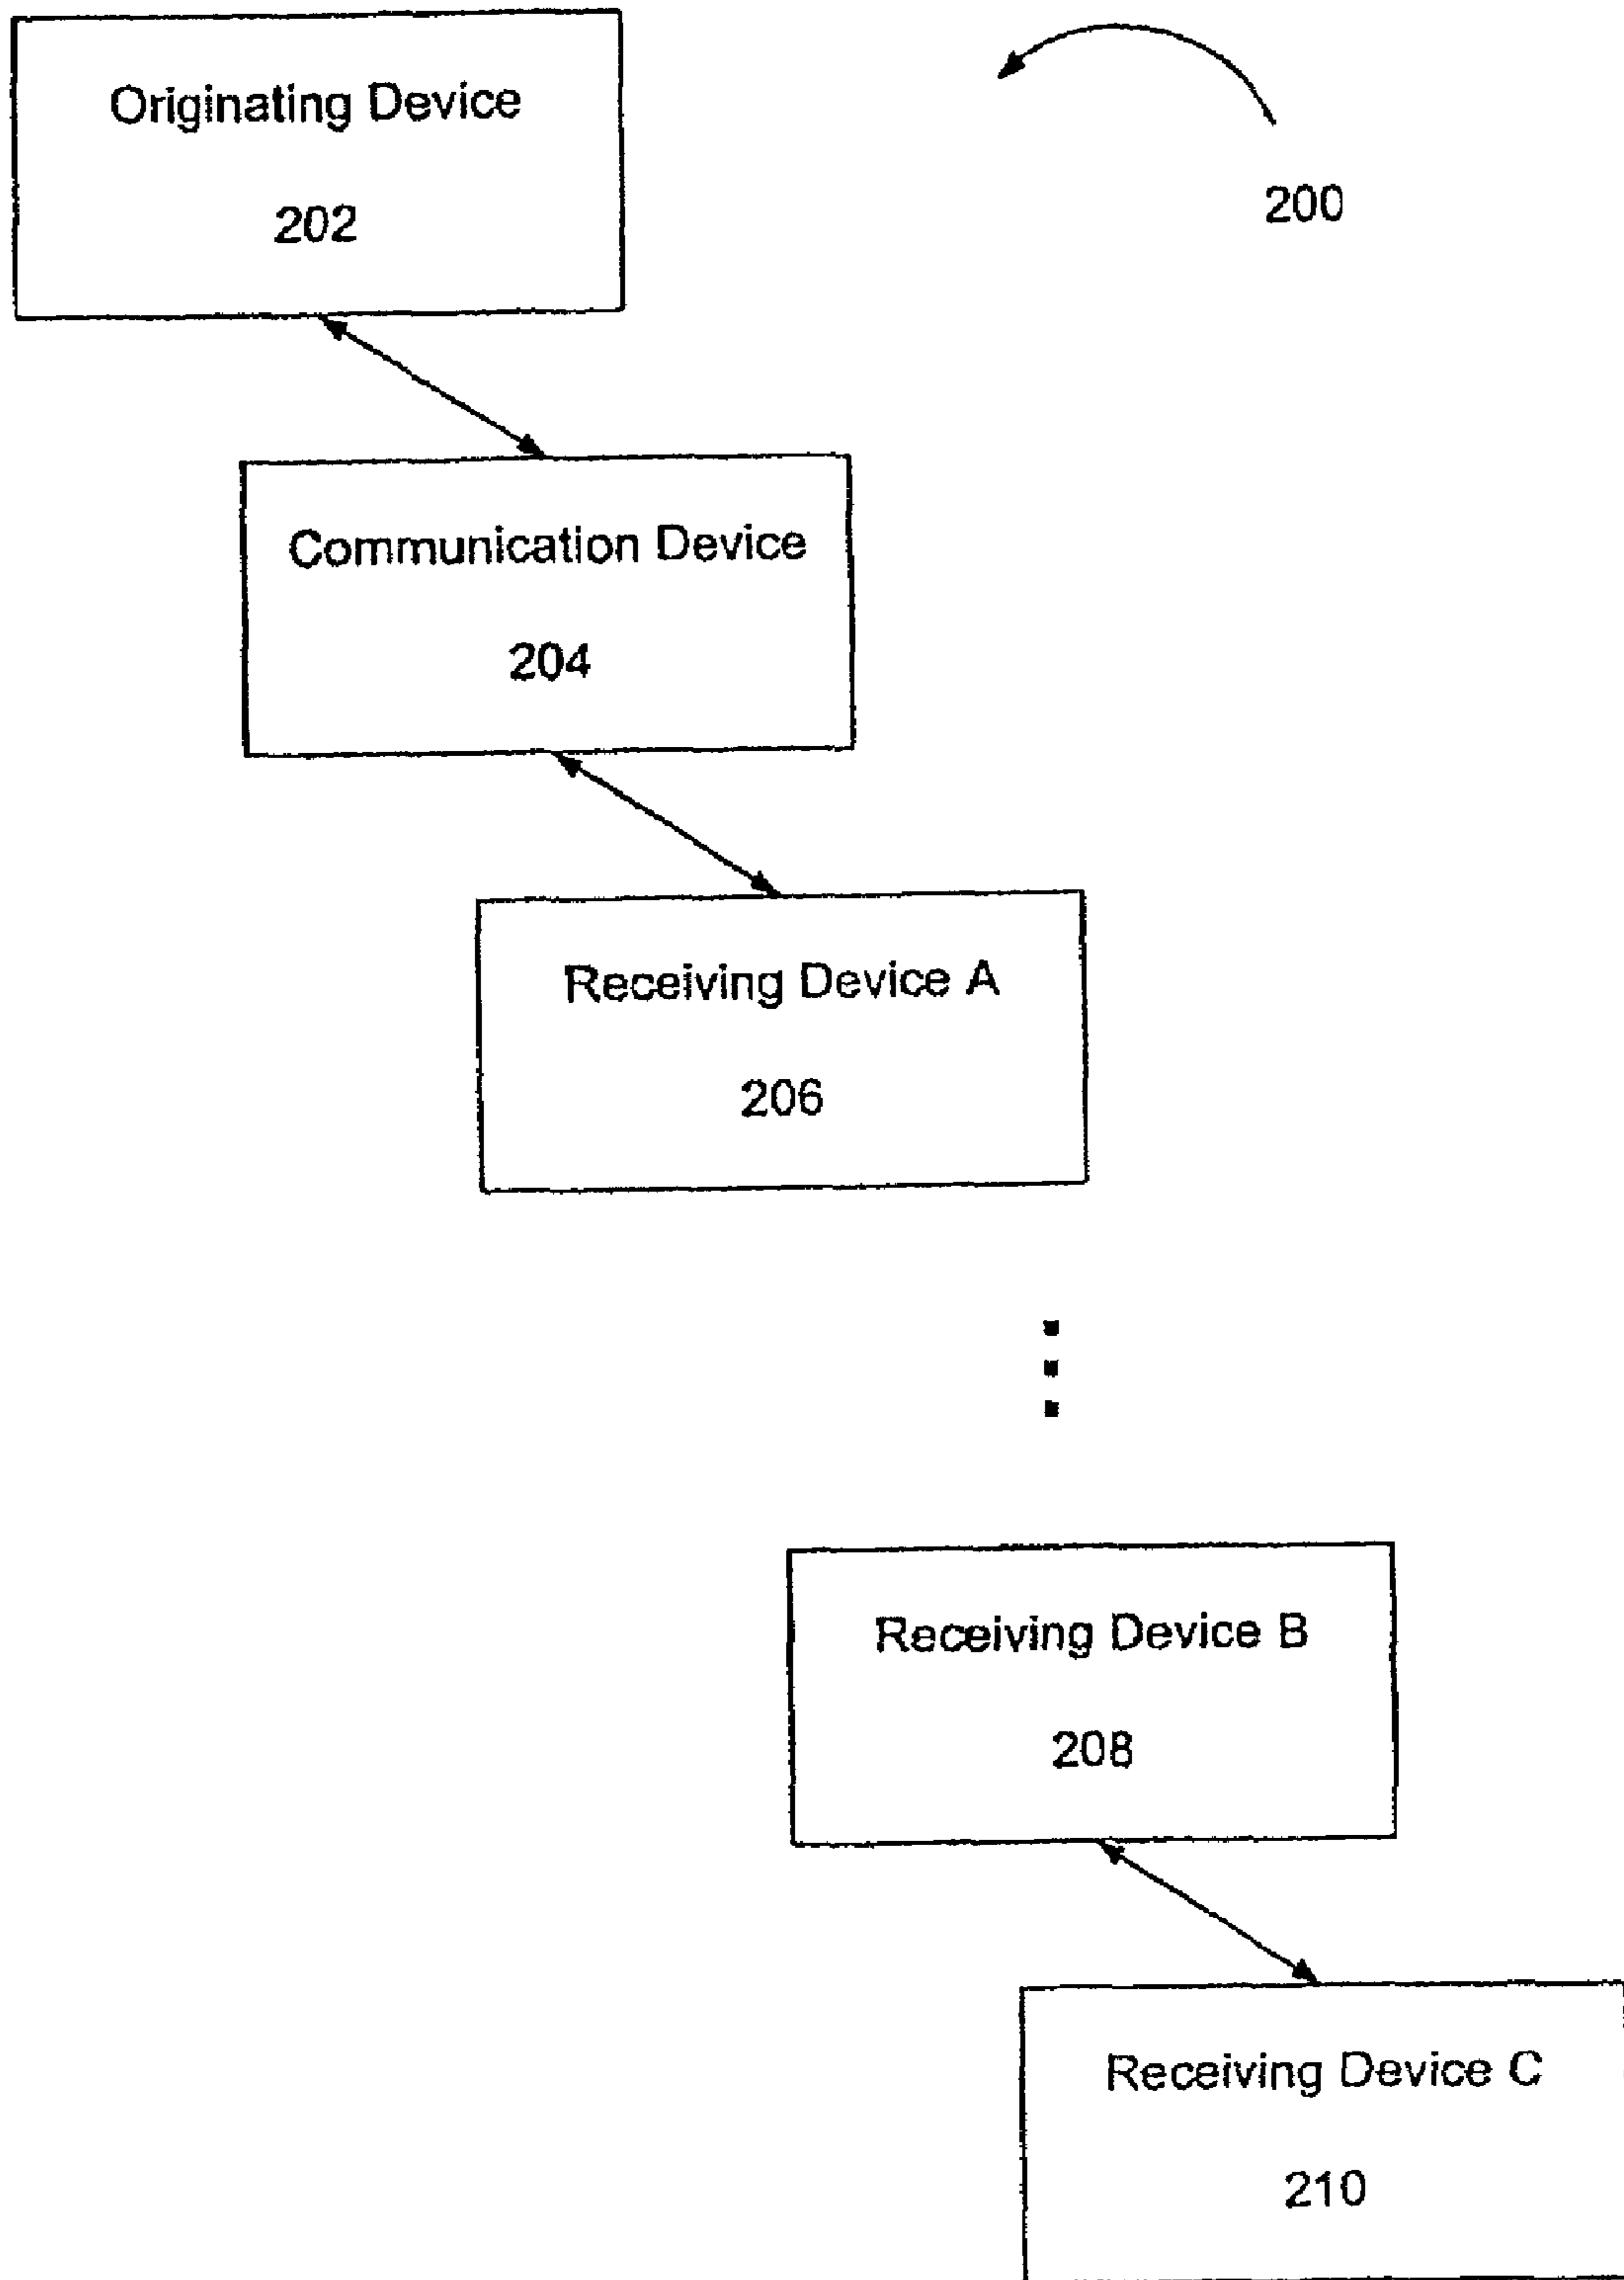 Originating Device
202
200
Communication Device
204
Receiving Device A
206
Receiving Device B
208
Receiving Device C
210